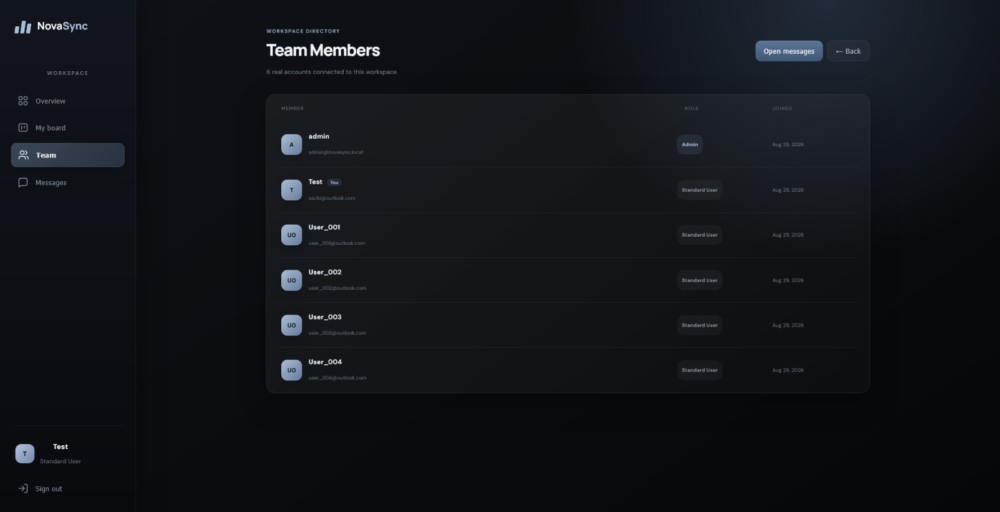 NovaSync
WORKSPACE
Overview
My board
Team
Messages
Test
T
Standard User
Sign out
WORKSPACE DIRECTORY
Team Members
6 real accounts connected to this workspace
Open messages
← Back
MEMBER ROLE JOINED
A admin admin@novasync.local Admin Aug 29, 2026
T Test You sachi@outlook.com Standard User Aug 29, 2026
U0 User_001 user_001@outlook.com Standard User Aug 29, 2026
U0 User_002 user_002@outlook.com Standard User Aug 29, 2026
U0 User_003 user_003@outlook.com Standard User Aug 29, 2026
U0 User_004 user_004@outlook.com Standard User Aug 29, 2026